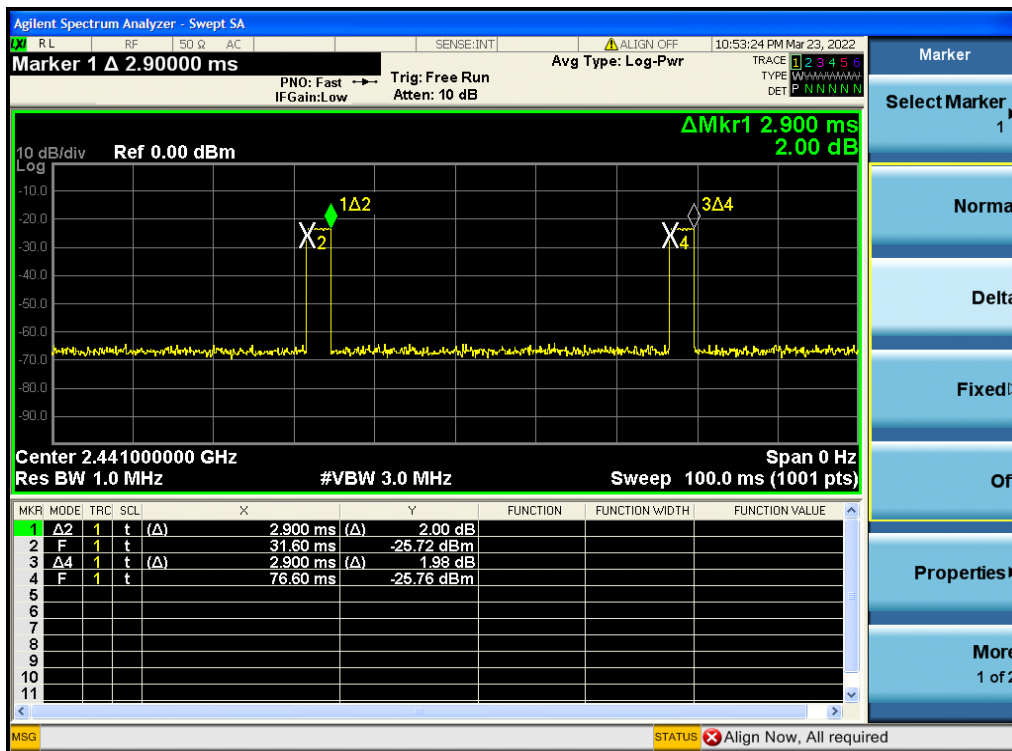 Agilent Spectrum Analyzer - Swept SA
LXI RL RF 50 Ω AC SENSE:INT ALIGN OFF 10:53:24 PM Mar 23, 2022
Marker 1 Δ 2.90000 ms
PNO: Fast
IFGain:Low
Trig: Free Run
Atten: 10 dB
Avg Type: Log-Pwr
TRACE 1 2 3 4 5 6
TYPE WWWWWW
DET P N N N N N
ΔMkr1 2.900 ms
2.00 dB
10 dB/div Ref 0.00 dBm
Log
-10.0
-20.0
-30.0
-40.0
-50.0
-60.0
-70.0
-80.0
-90.0
1Δ2
X2
3Δ4
X4
Center 2.441000000 GHz Span 0 Hz
Res BW 1.0 MHz #VBW 3.0 MHz Sweep 100.0 ms (1001 pts)
MKR MODE TRC SCL X Y FUNCTION FUNCTION WIDTH FUNCTION VALUE
1 Δ2 1 t (Δ) 2.900 ms (Δ) 2.00 dB
2 F 1 t 31.60 ms -25.72 dBm
3 Δ4 1 t (Δ) 2.900 ms (Δ) 1.98 dB
4 F 1 t 76.60 ms -25.76 dBm
5
6
7
8
9
10
11
MSG STATUS Align Now, All required
Marker
Select Marker
1
Norma
Delta
Fixed
Of
Properties
More
1 of 2